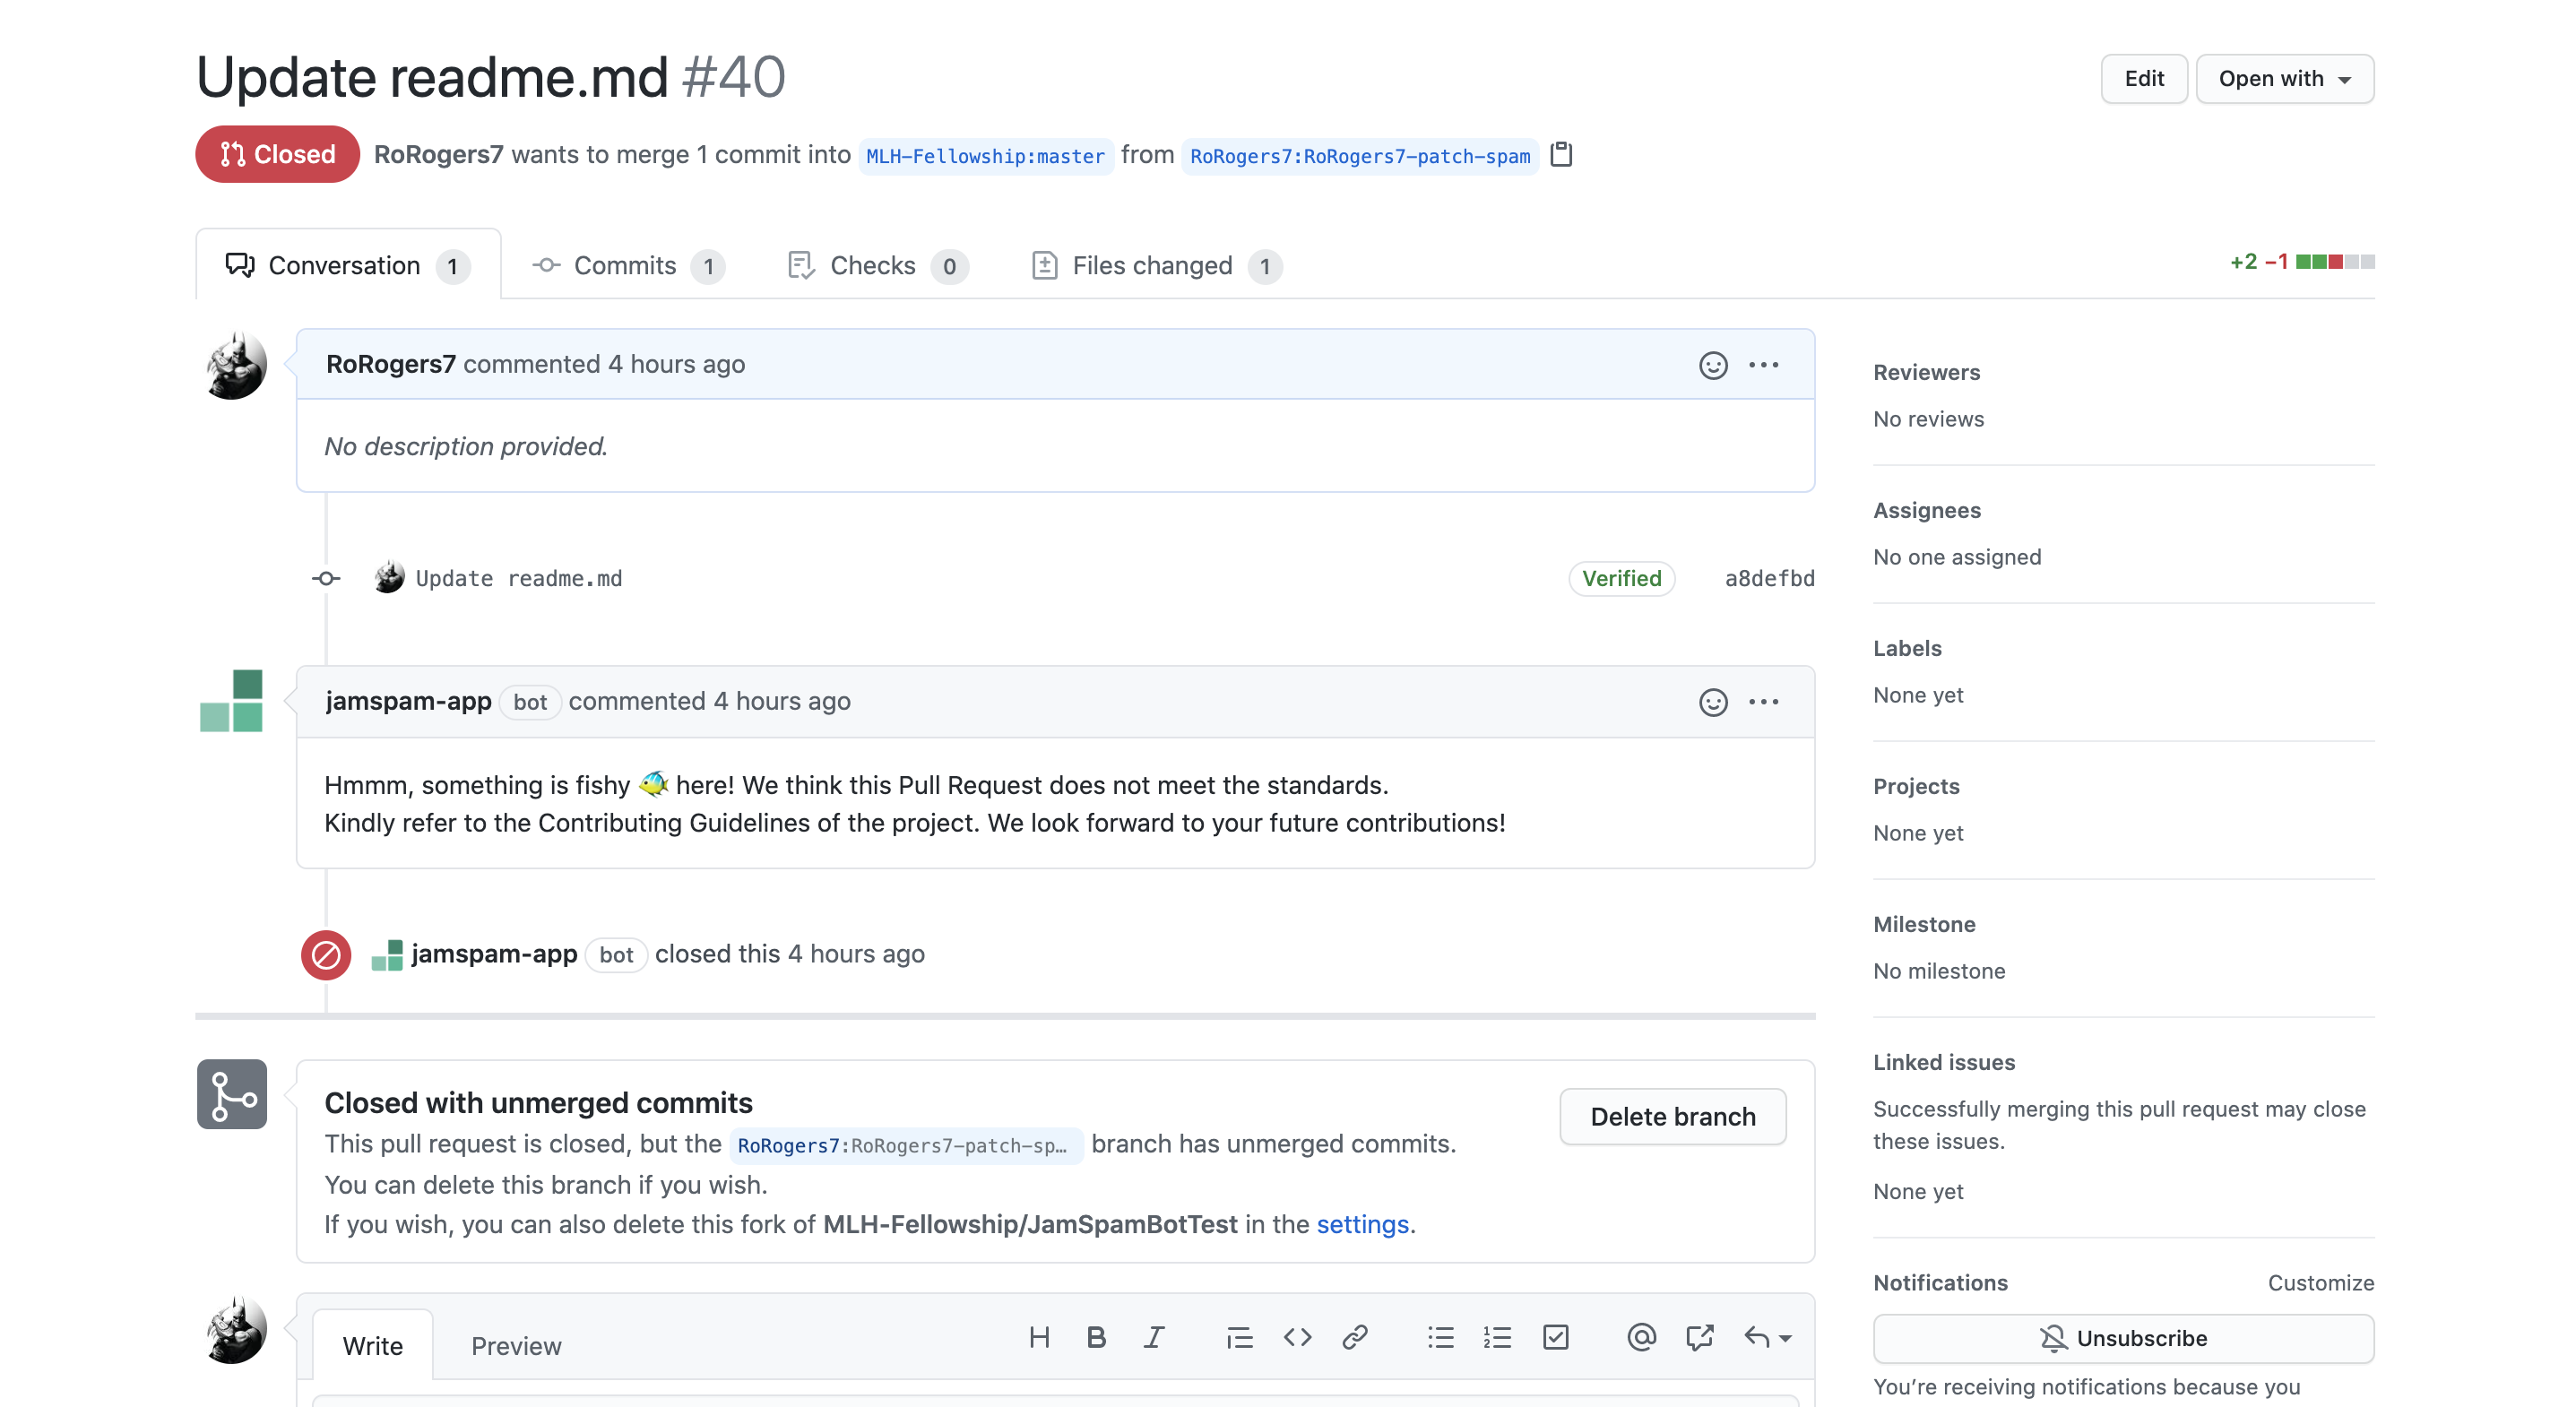 Update readme.md #40
Edit
Open with
Closed
RoRogers7 wants to merge 1 commit into MLH-Fellowship:master from RoRogers7:RoRogers7-patch-spam
Conversation 1
Commits 1
Checks 0
Files changed 1
+2 −1
RoRogers7 commented 4 hours ago
No description provided.
Update readme.md
Verified
a8defbd
jamspam-app bot commented 4 hours ago
Hmmm, something is fishy 🐠 here! We think this Pull Request does not meet the standards.
Kindly refer to the Contributing Guidelines of the project. We look forward to your future contributions!
jamspam-app bot closed this 4 hours ago
Closed with unmerged commits
This pull request is closed, but the RoRogers7:RoRogers7-patch-sp… branch has unmerged commits.
You can delete this branch if you wish.
If you wish, you can also delete this fork of MLH-Fellowship/JamSpamBotTest in the settings.
Delete branch
Write
Preview
Reviewers
No reviews
Assignees
No one assigned
Labels
None yet
Projects
None yet
Milestone
No milestone
Linked issues
Successfully merging this pull request may close
these issues.
None yet
Notifications
Customize
Unsubscribe
You’re receiving notifications because you